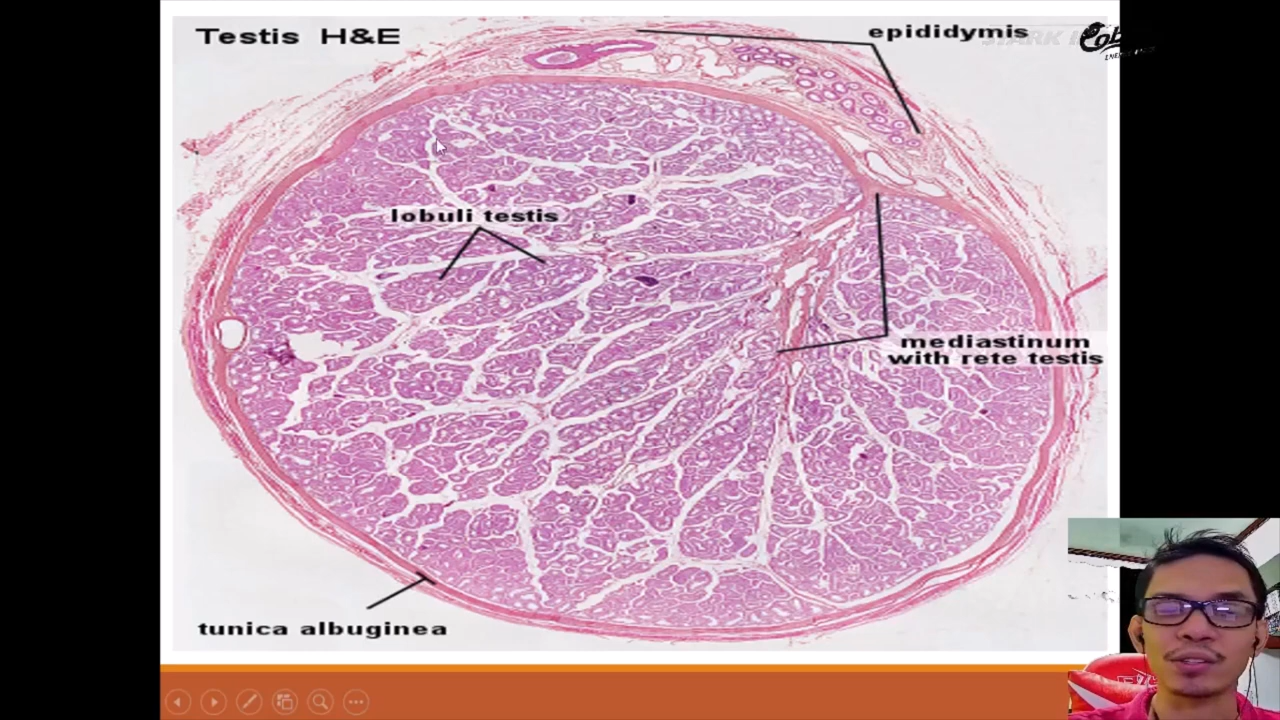 Testis H&E
epididymis
lobuli testis
mediastinum
with rete testis
tunica albuginea